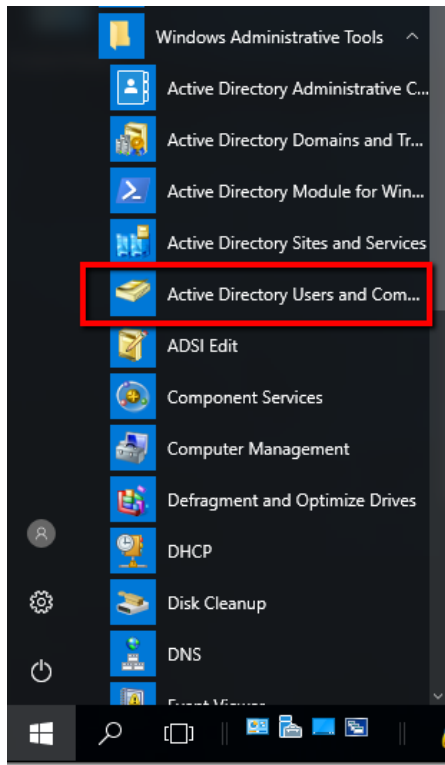 Windows Administrative Tools
Active Directory Administrative C...
Active Directory Domains and Tr...
Active Directory Module for Win...
Active Directory Sites and Services
Active Directory Users and Com...
ADSI Edit
Component Services
Computer Management
Defragment and Optimize Drives
DHCP
Disk Cleanup
DNS
Event Viewer